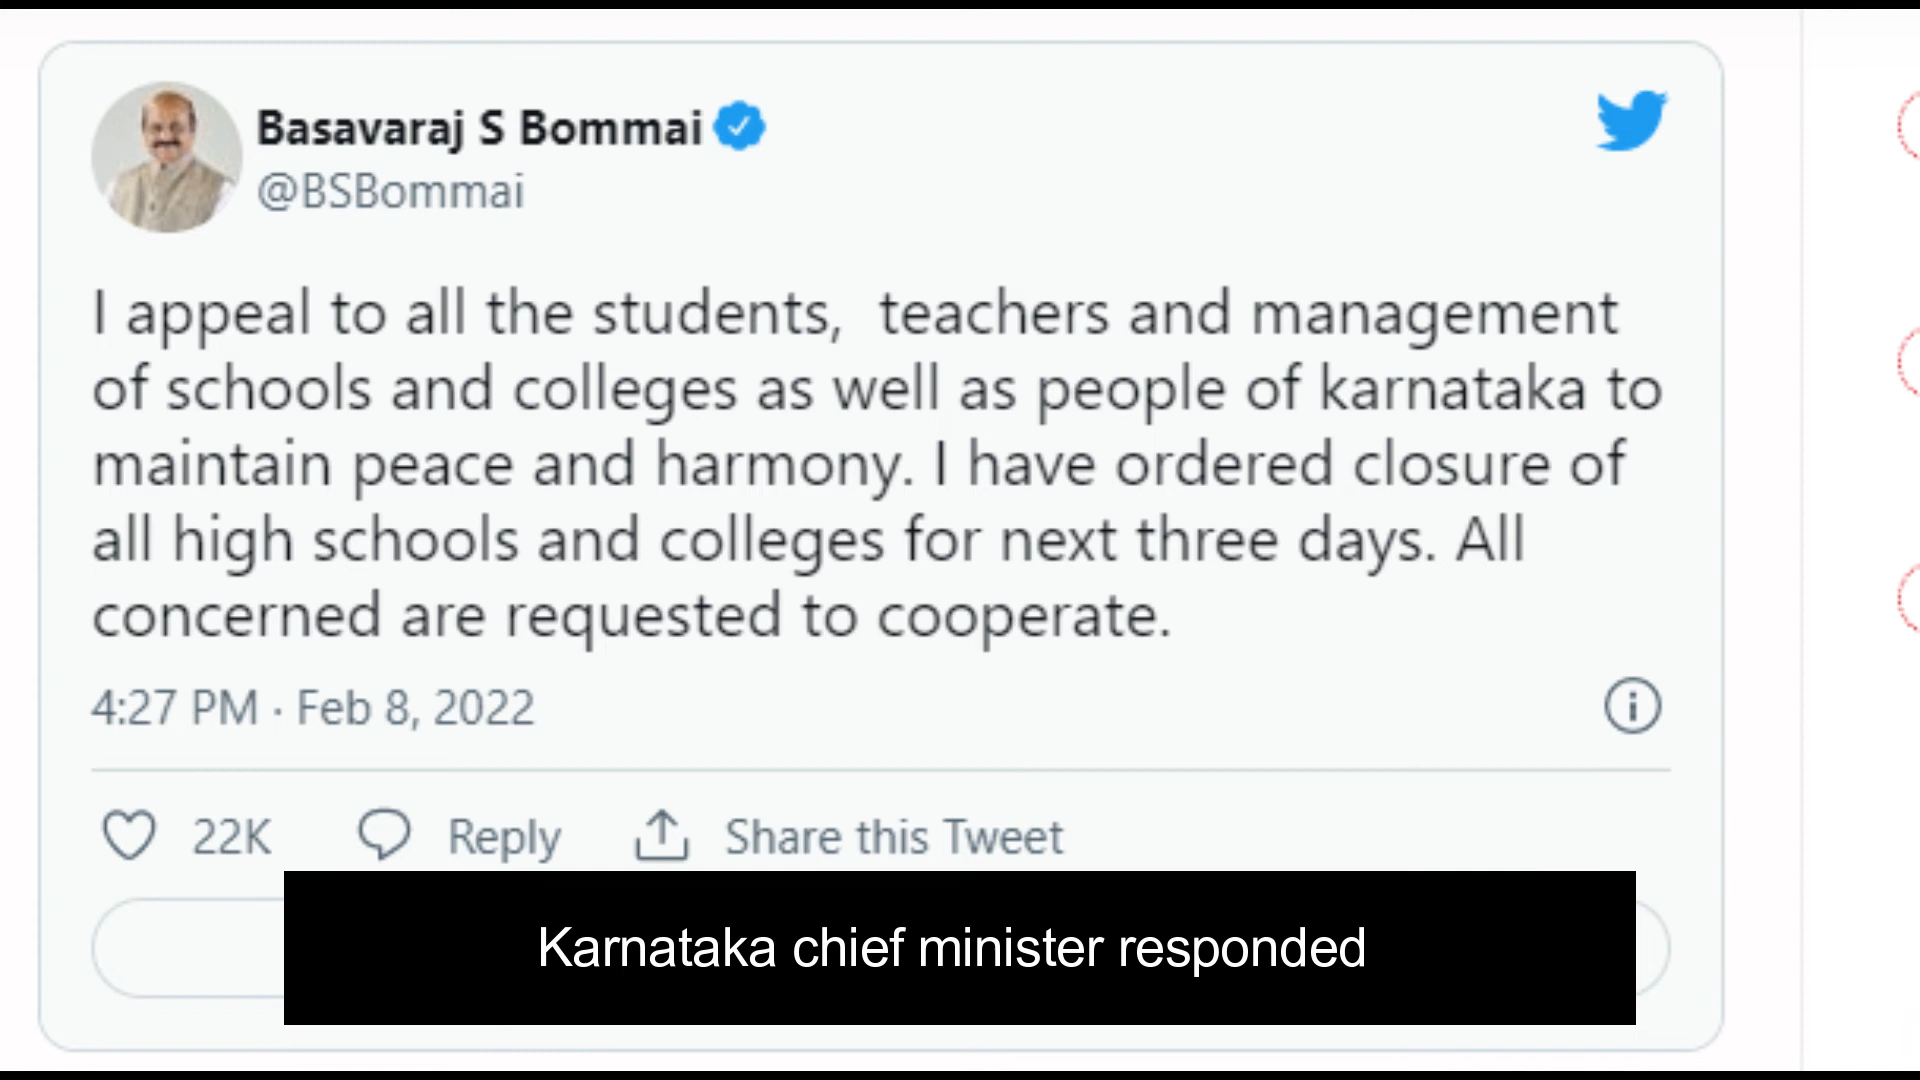 Basavaraj S Bommai
@BSBommai
I appeal to all the students, teachers and management
of schools and colleges as well as people of karnataka to
maintain peace and harmony. I have ordered closure of
all high schools and colleges for next three days. All
concerned are requested to cooperate.
4:27 PM · Feb 8, 2022
22K Reply Share this Tweet
Karnataka chief minister responded